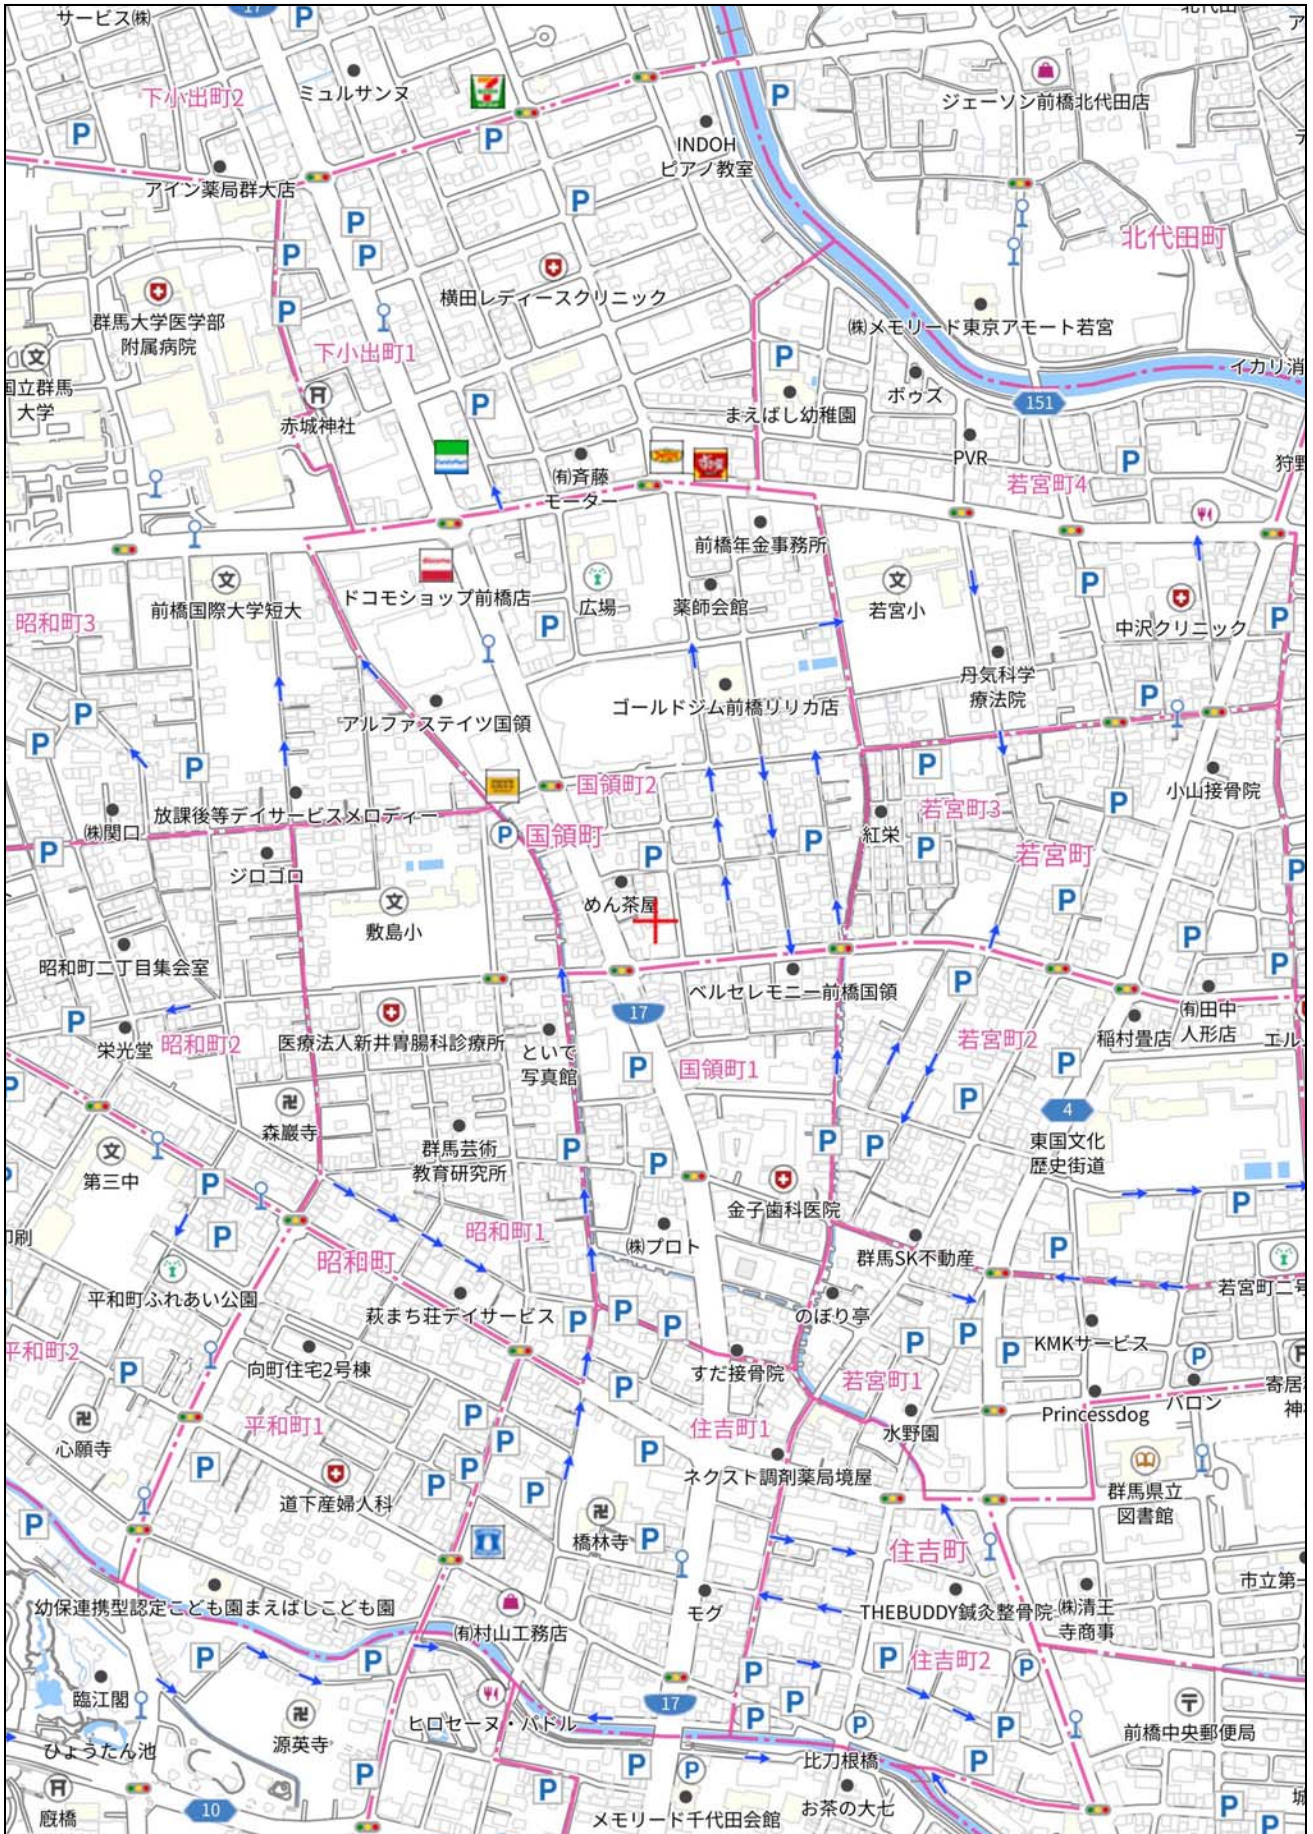 サービス㈱
17
P
ミュルサンヌ
下小出町2
P
P
P
ジェーソン前橋北代田店
INDOH
ピアノ教室
アイン薬局群大店
P
P
P
P
北代田町
横田レディースクリニック
P
群馬大学医学部
附属病院
下小出町1
㈱メモリード東京アモート若宮
文
国立群馬
大学
P
イカリ消
ボゥズ
151
赤城神社
P
まえばし幼稚園
FamilyMart
㈲斉藤
モーター
PVR
P
狩野
若宮町4
前橋年金事務所
文
前橋国際大学短大
ドコモショップ前橋店
P
広場
薬師会館
文
若宮小
P
中沢クリニック
P
昭和町3
丹気科学
療法院
P
P
アルファステイツ国領
ゴールドジム前橋リリカ店
P
P
国領町2
P
小山接骨院
㈱関口
放課後等デイサービスメロディー
P
国領町
若宮町3
P
紅栄
P
ジロゴロ
P
P
P
若宮町
P
文
敷島小
めん茶屋
P
P
昭和町二丁目集会室
P
P
ベルセレモニー前橋国領
17
P
栄光堂
昭和町2
医療法人新井胃腸科診療所
といて
写真館
㈲田中
人形店
稲村畳店
エル
若宮町2
国領町1
P
P
P
P
4
森巖寺
東国文化
歴史街道
文
第三中
群馬芸術
教育研究所
P
P
P
P
P
P
P
金子歯科医院
昭和町1
㈱プロト
群馬SK不動産
P
昭和町
平和町ふれあい公園
若宮町二号
萩まち荘デイサービス
P
P
P
のぼり亭
P
P
P
KMKサービス
P
平和町2
P
向町住宅2号棟
すだ接骨院
P
若宮町1
バロン
寄居
神
Princessdog
心願寺
平和町1
P
P
住吉町1
水野園
P
P
P
P
P
ネクスト調剤薬局境屋
群馬県立
図書館
道下産婦人科
P
橋林寺
P
住吉町
市立第一
幼保連携型認定こども園まえばしこども園
モグ
THEBUDDY鍼灸整骨院
㈱清王
寺商事
㈲村山工務店
P
P
P
P
住吉町2
P
臨江閣
17
P
ヒロセーヌ・パドル
P
P
P
前橋中央郵便局
源英寺
ひょうたん池
比刀根橋
P
P
P
P
P
お茶の大七
廐橋
10
メモリード千代田会館
P
P